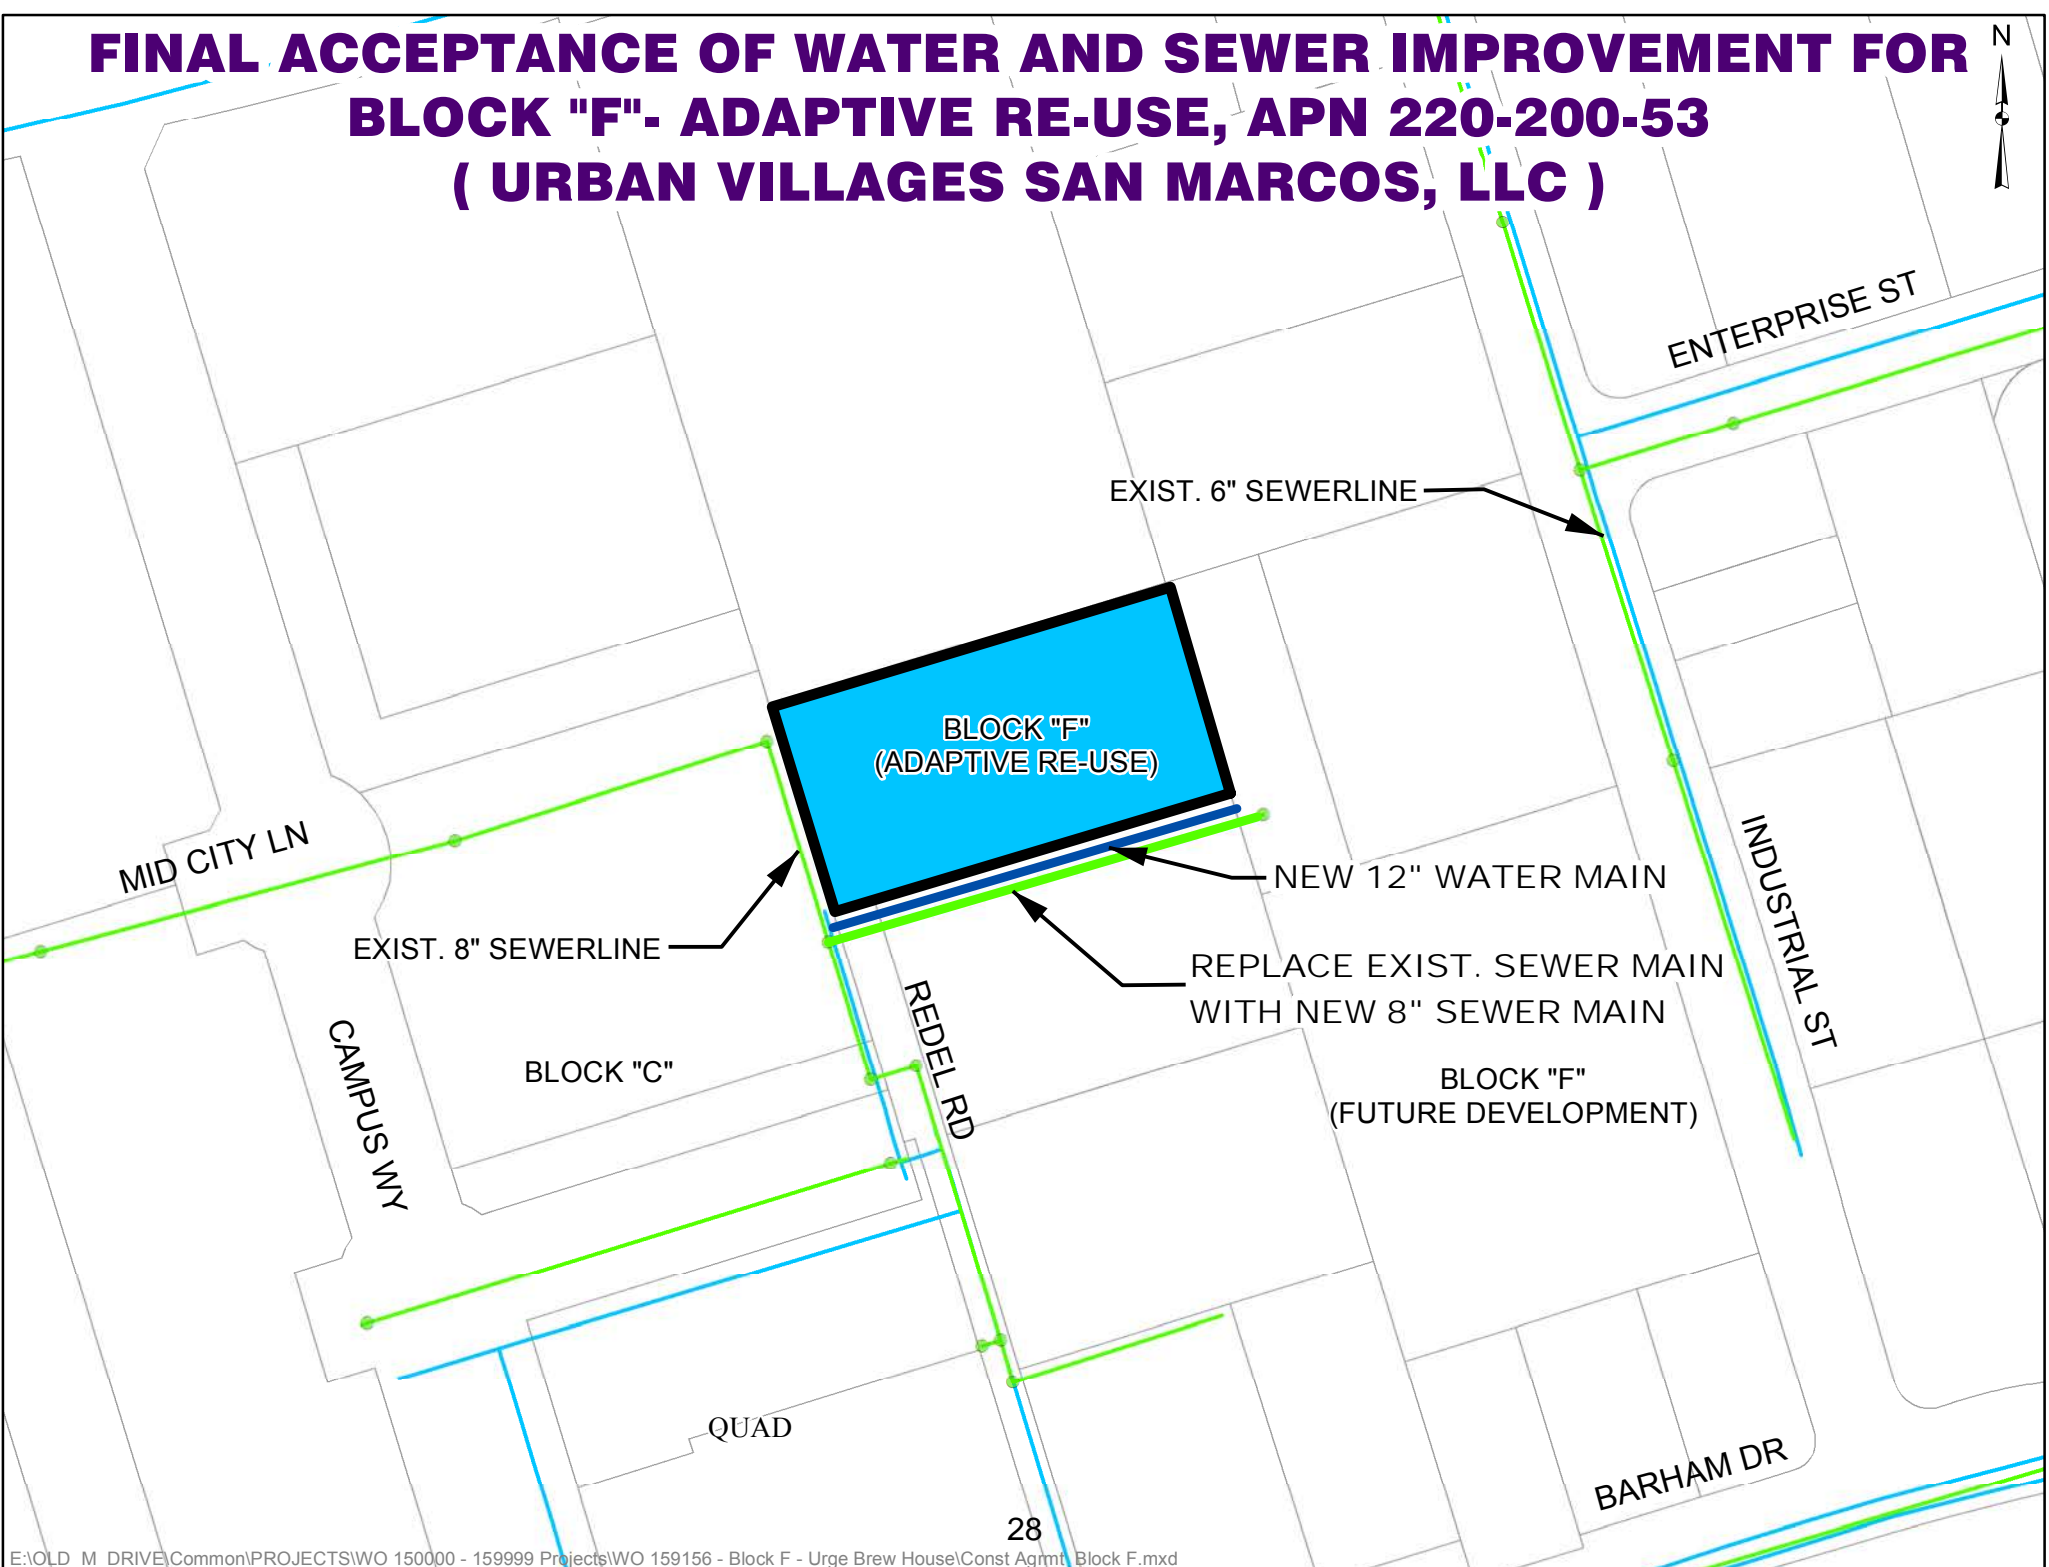 FINAL ACCEPTANCE OF WATER AND SEWER IMPROVEMENT FOR
BLOCK "F"- ADAPTIVE RE-USE, APN 220-200-53
( URBAN VILLAGES SAN MARCOS, LLC )
N
ENTERPRISE ST
EXIST. 6" SEWERLINE
BLOCK "F"
(ADAPTIVE RE-USE)
MID CITY LN
NEW 12" WATER MAIN
INDUSTRIAL ST
EXIST. 8" SEWERLINE
REPLACE EXIST. SEWER MAIN
WITH NEW 8" SEWER MAIN
REDEL RD
CAMPUS WY
BLOCK "C"
BLOCK "F"
(FUTURE DEVELOPMENT)
QUAD
BARHAM DR
28
E:\OLD_M_DRIVE\Common\PROJECTS\WO 150000 - 159999 Projects\WO 159156 - Block F - Urge Brew House\Const Agrmt_Block F.mxd